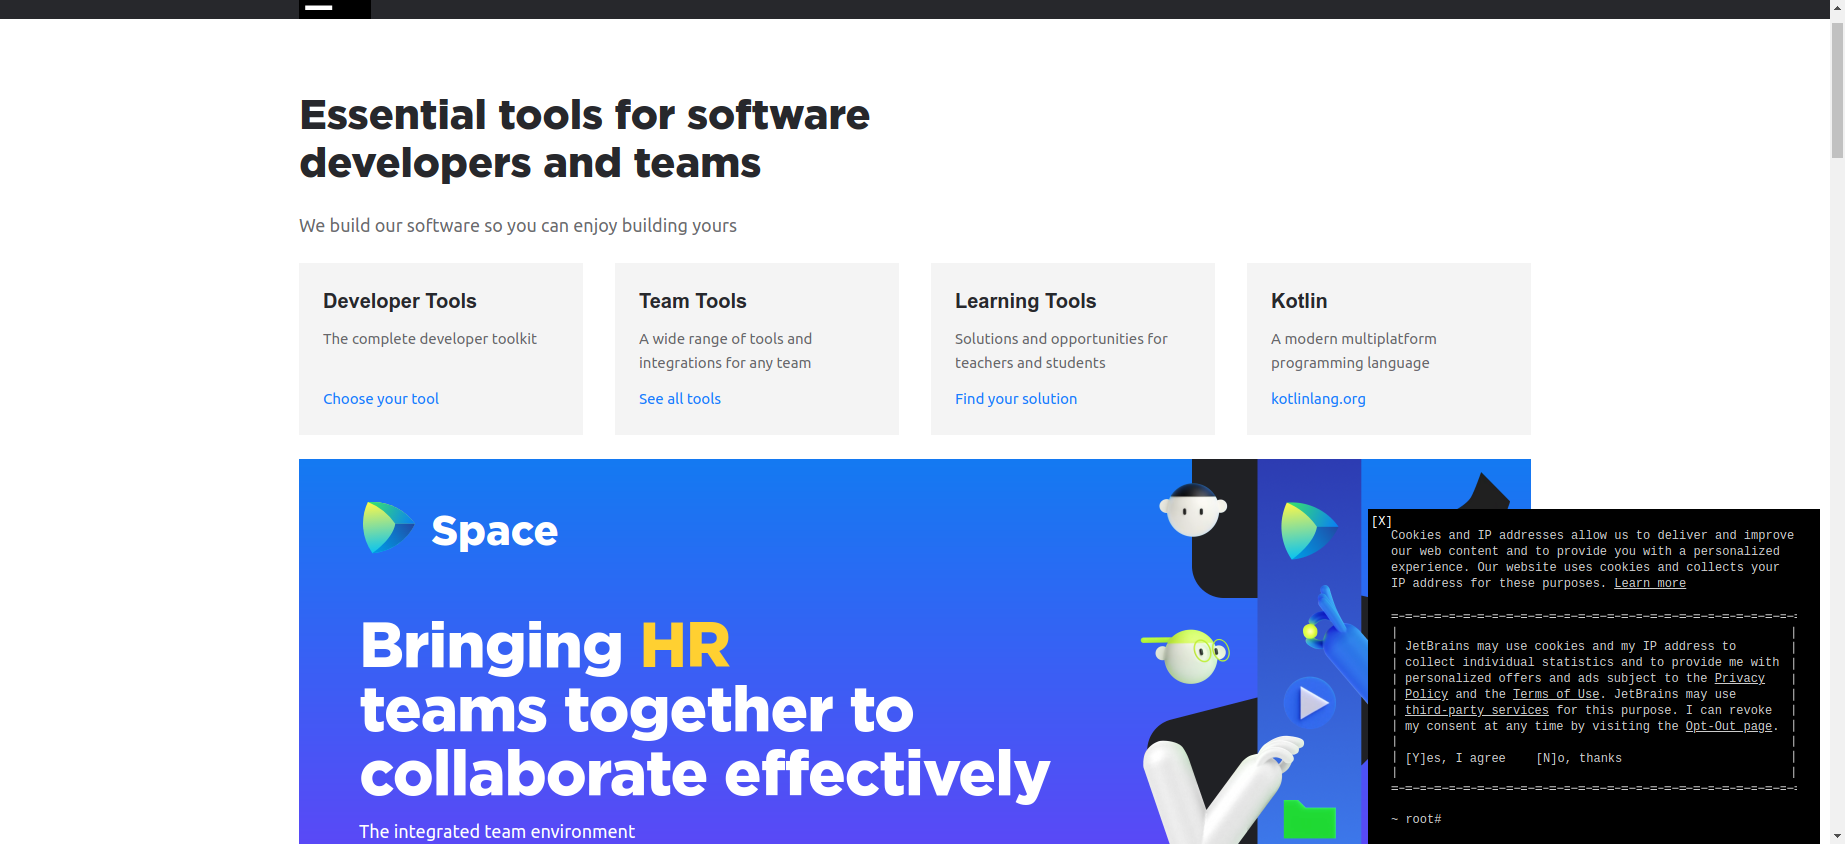 Essential tools for software
developers and teams
We build our software so you can enjoy building yours
Developer Tools
The complete developer toolkit
Choose your tool
Team Tools
A wide range of tools and
integrations for any team
See all tools
Learning Tools
Solutions and opportunities for
teachers and students
Find your solution
Kotlin
A modern multiplatform
programming language
kotlinlang.org
Space
Bringing HR
teams together to
collaborate effectively
The integrated team environment
[X]
Cookies and IP addresses allow us to deliver and improve
our web content and to provide you with a personalized
experience. Our website uses cookies and collects your
IP address for these purposes. Learn more
JetBrains may use cookies and my IP address to
collect individual statistics and to provide me with
personalized offers and ads subject to the Privacy
Policy and the Terms of Use. JetBrains may use
third-party services for this purpose. I can revoke
my consent at any time by visiting the Opt-Out page.
[Y]es, I agree [N]o, thanks
~ root#